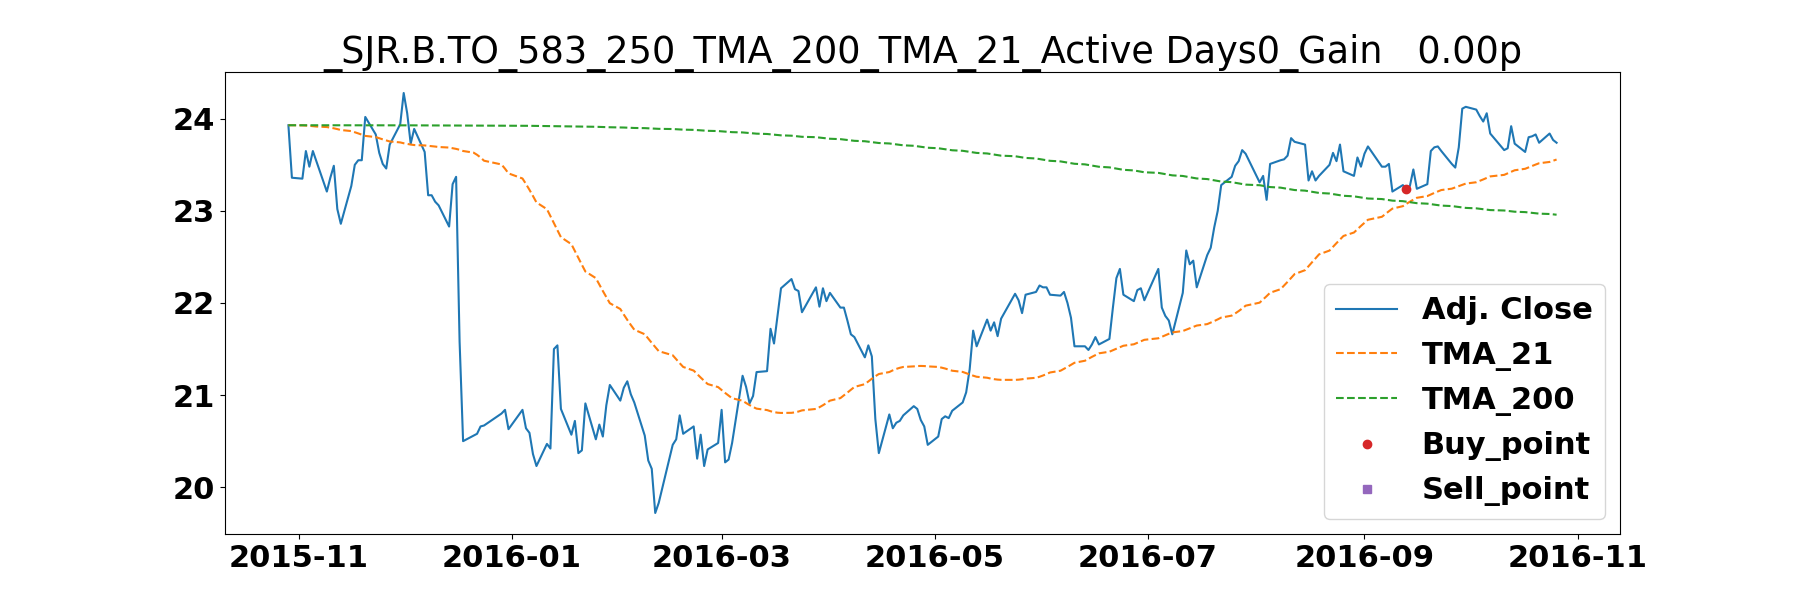 _SJR.B.TO_583_250_TMA_200_TMA_21_Active Days0_Gain   0.00p
24
23
22
21
20
Adj. Close
TMA_21
TMA_200
Buy_point
Sell_point
2015-11 2016-01 2016-03 2016-05 2016-07 2016-09 2016-11